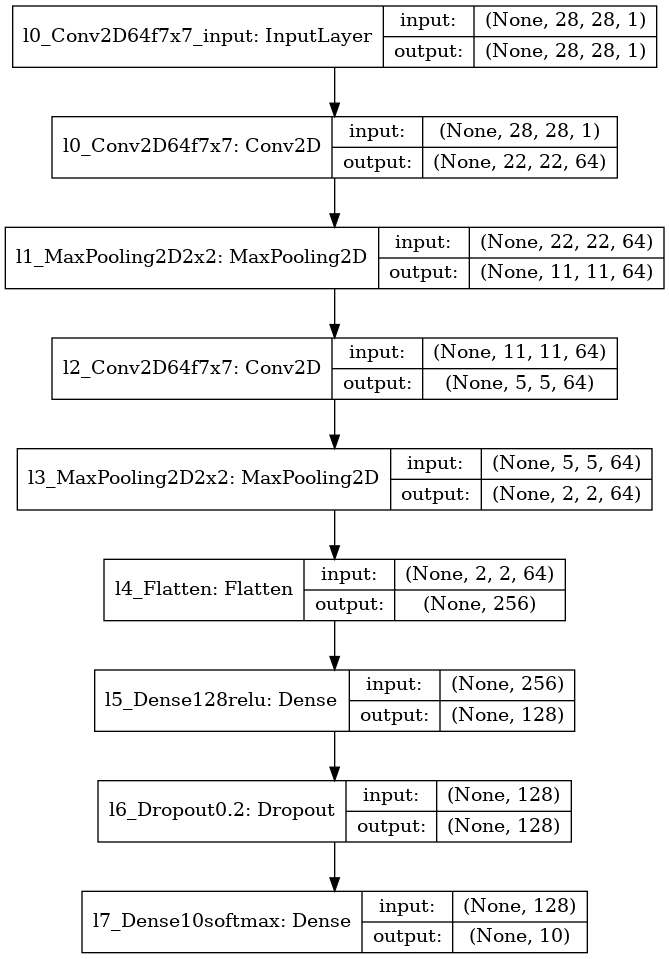 l0_Conv2D64f7x7_input: InputLayer
input: (None, 28, 28, 1)
output: (None, 28, 28, 1)
l0_Conv2D64f7x7: Conv2D
input: (None, 28, 28, 1)
output: (None, 22, 22, 64)
l1_MaxPooling2D2x2: MaxPooling2D
input: (None, 22, 22, 64)
output: (None, 11, 11, 64)
l2_Conv2D64f7x7: Conv2D
input: (None, 11, 11, 64)
output: (None, 5, 5, 64)
l3_MaxPooling2D2x2: MaxPooling2D
input: (None, 5, 5, 64)
output: (None, 2, 2, 64)
l4_Flatten: Flatten
input: (None, 2, 2, 64)
output: (None, 256)
l5_Dense128relu: Dense
input: (None, 256)
output: (None, 128)
l6_Dropout0.2: Dropout
input: (None, 128)
output: (None, 128)
l7_Dense10softmax: Dense
input: (None, 128)
output: (None, 10)